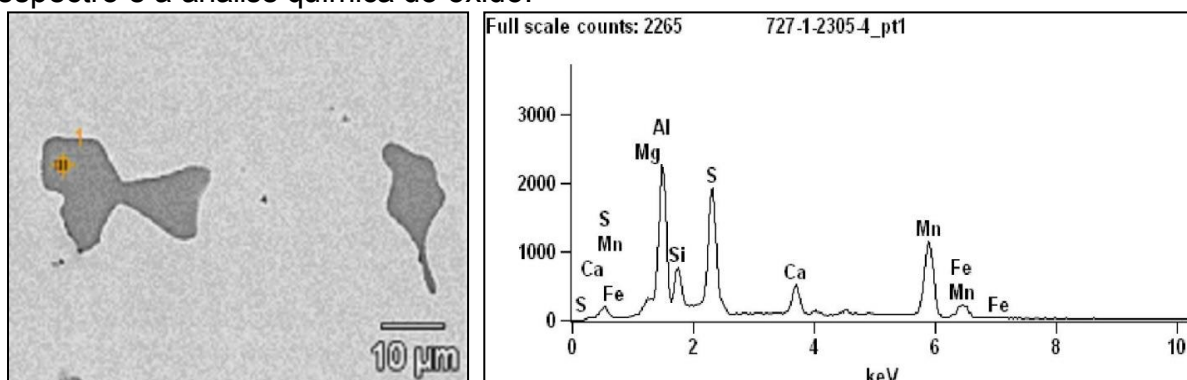 espectro e a análise química do óxido.
1
10 µm
Full scale counts: 2265 727-1-2305-4_pt1
3000
2000
1000
0
Al
Mg
S
Si
S
Mn
Ca
Fe
S
Ca
Mn
Fe
Mn
Fe
0 2 4 6 8 10
keV